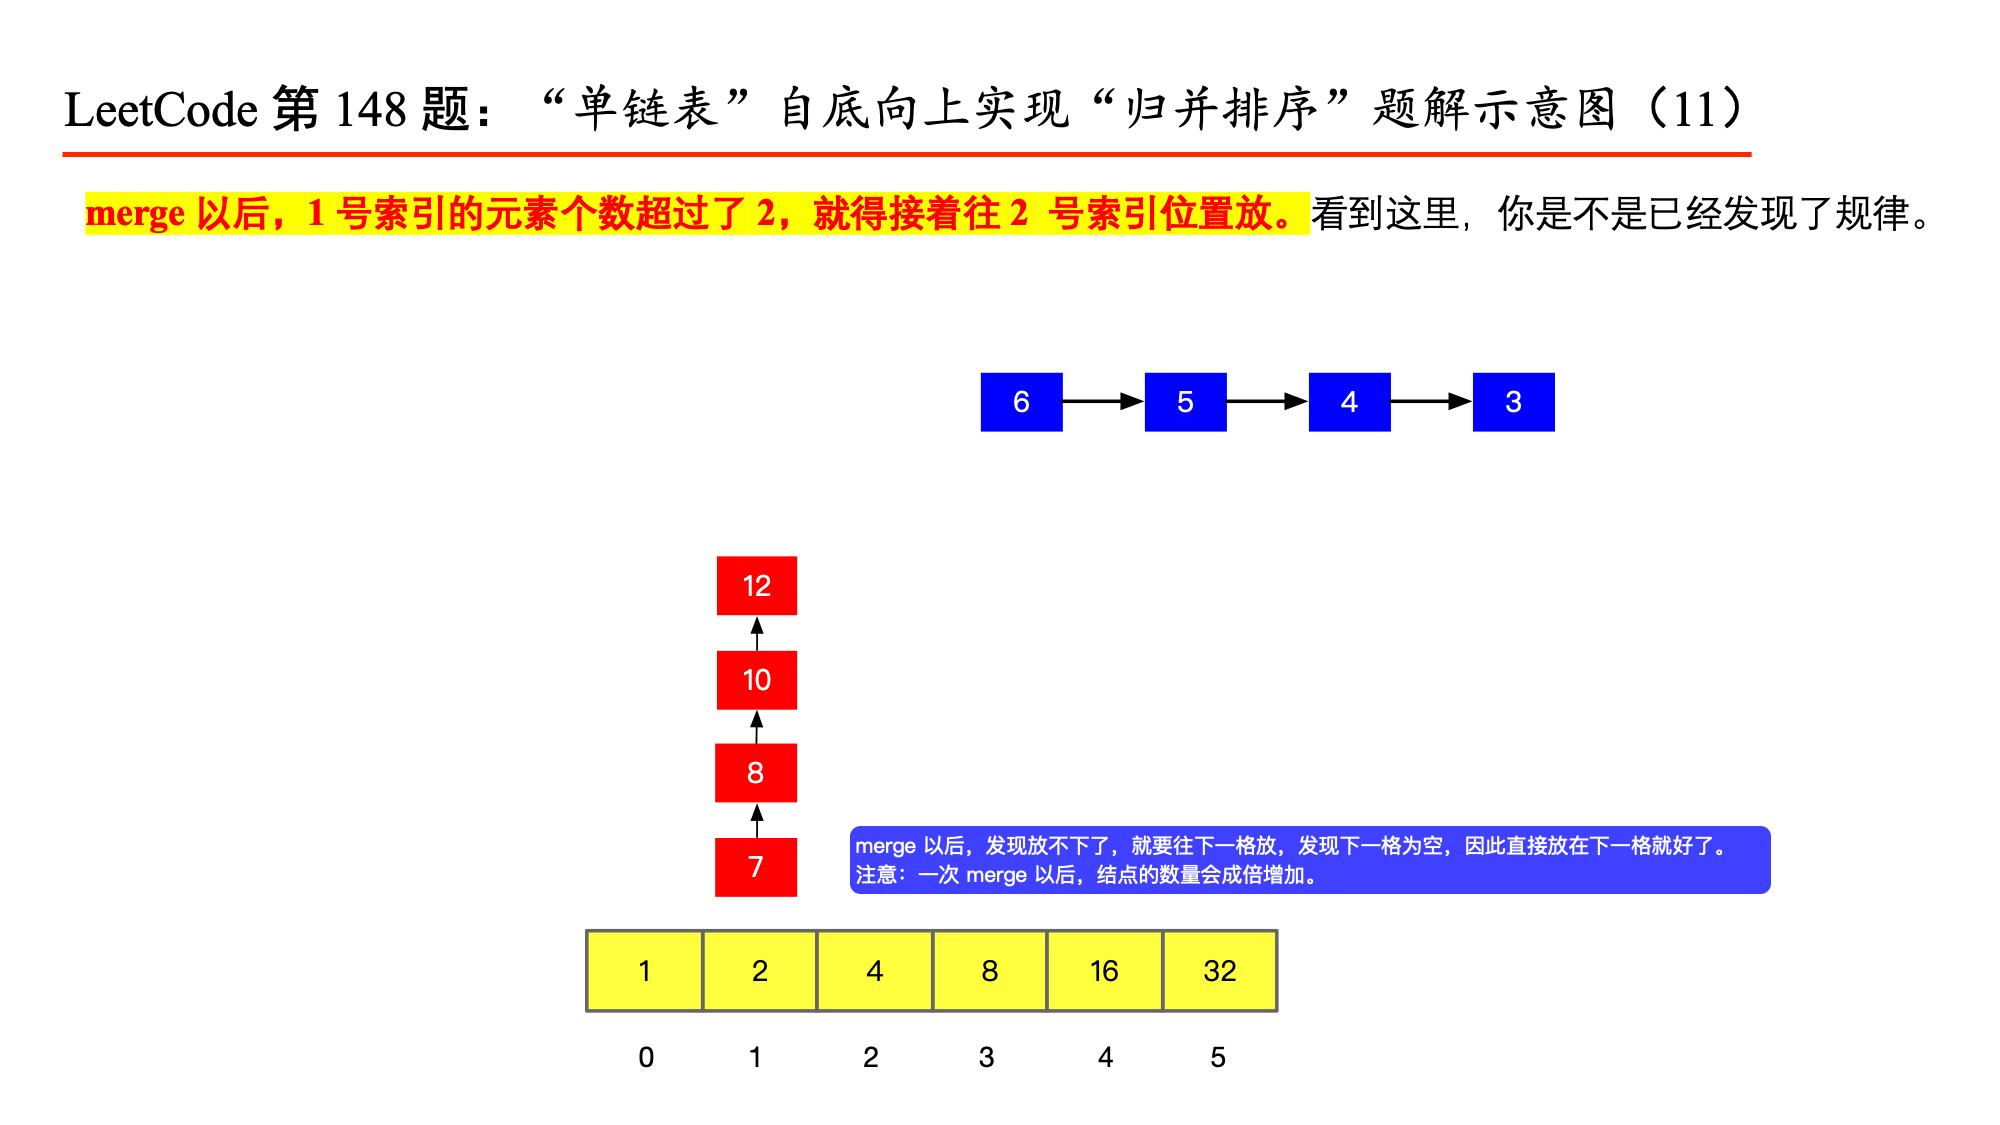 LeetCode 第 148 题：“单链表”自底向上实现“归并排序”题解示意图（11）
merge 以后，1 号索引的元素个数超过了 2，就得接着往 2 号索引位置放。看到这里，你是不是已经发现了规律。
6 5 4 3
12
10
8
7
merge 以后，发现放不下了，就要往下一格放，发现下一格为空，因此直接放在下一格就好了。
注意：一次 merge 以后，结点的数量会成倍增加。
1 2 4 8 16 32
0 1 2 3 4 5